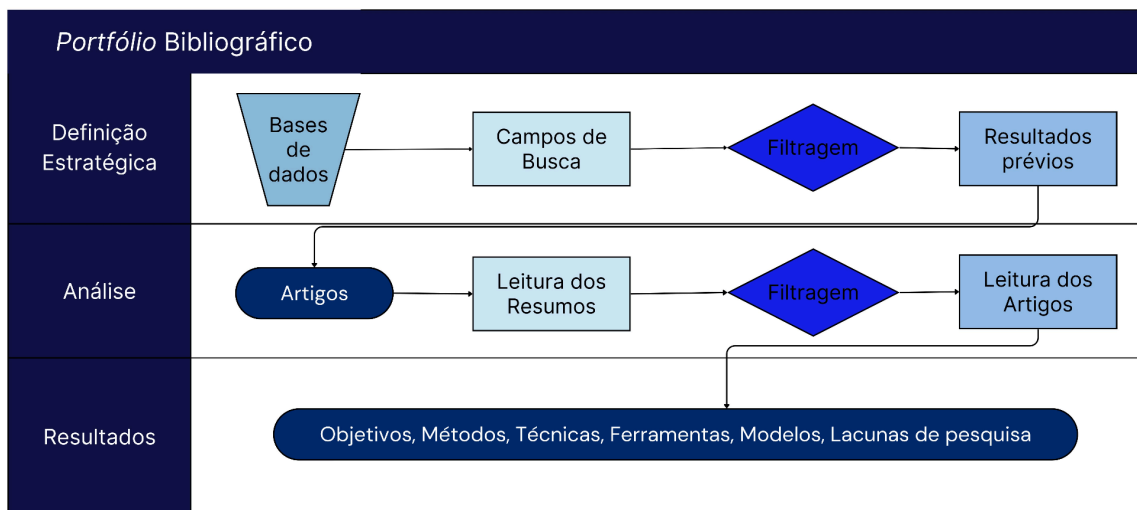 Portfólio Bibliográfico
Definição
Estratégica
Bases
de
dados
Campos de
Busca
Filtragem
Resultados
prévios
Análise
Artigos
Leitura dos
Resumos
Filtragem
Leitura dos
Artigos
Resultados
Objetivos, Métodos, Técnicas, Ferramentas, Modelos, Lacunas de pesquisa